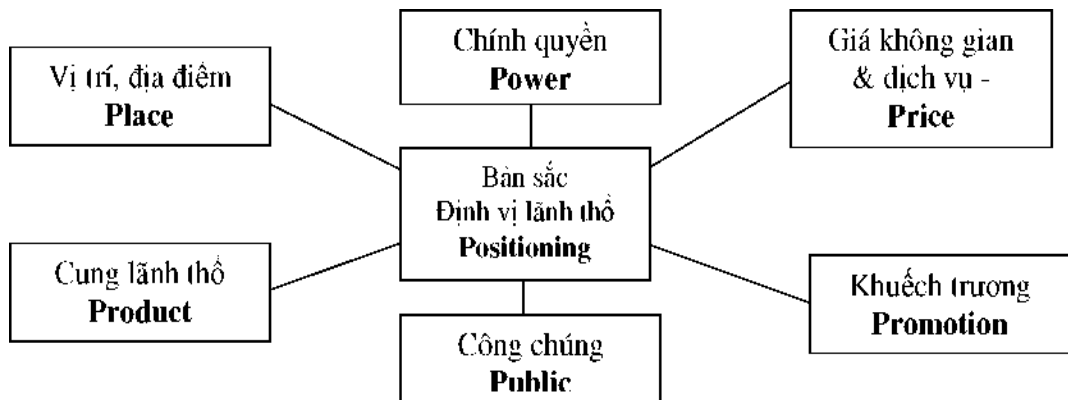 Chính quyền
Power
Giá không gian
& dịch vụ -
Price
Vị trí, địa điểm
Place
Bản sắc
Định vị lãnh thổ
Positioning
Cung lãnh thổ
Product
Khuếch trương
Promotion
Công chúng
Public